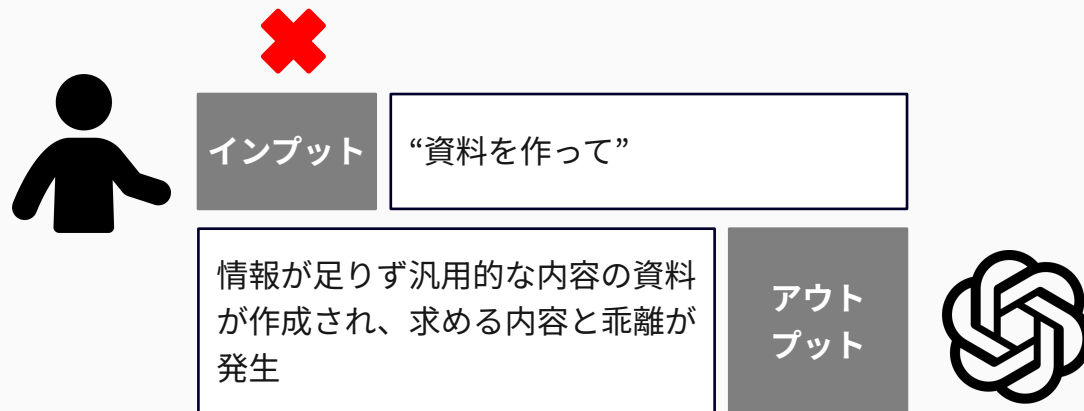 インプット
“資料を作って”
情報が足りず汎用的な内容の資料
が作成され、求める内容と乖離が
発生
アウト
プット